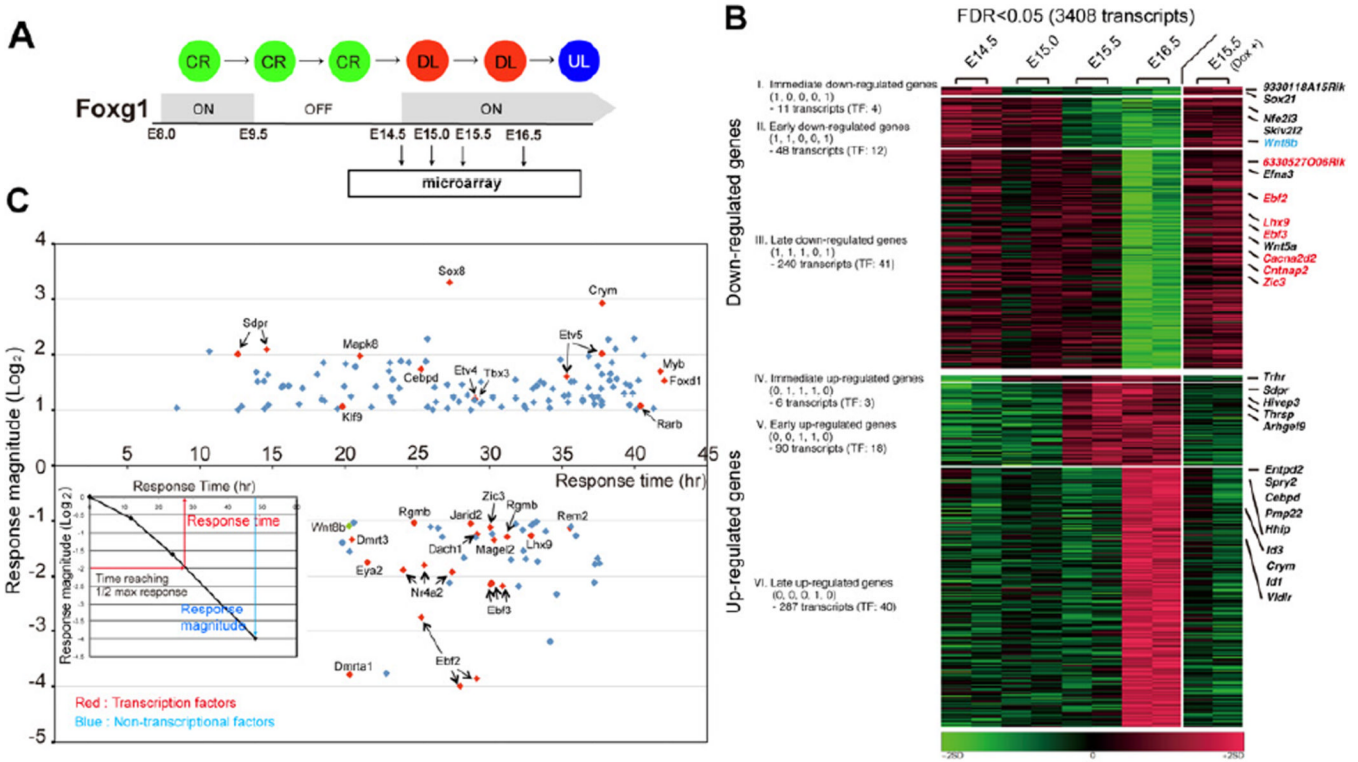 A
CR
CR
CR
DL
DL
UL
Foxg1
ON
OFF
ON
E8.0
E9.5
E14.5
E15.0
E15.5
E16.5
microarray
B
FDR<0.05 (3408 transcripts)
E14.5
E15.0
E15.5
E16.5
E15.5
(Dox +)
Down-regulated genes
I. Immediate down-regulated genes
(1, 0, 0, 0, 1)
- 11 transcripts (TF: 4)
II. Early down-regulated genes
(1, 1, 0, 0, 1)
- 48 transcripts (TF: 12)
III. Late down-regulated genes
(1, 1, 1, 0, 1)
- 240 transcripts (TF: 41)
Up-regulated genes
IV. Immediate up-regulated genes
(0, 1, 1, 1, 0)
- 6 transcripts (TF: 3)
V. Early up-regulated genes
(0, 0, 1, 1, 0)
- 90 transcripts (TF: 18)
VI. Late up-regulated genes
(0, 0, 0, 1, 0)
- 287 transcripts (TF: 40)
9330118A15Rik
Sox21
Nfe2l3
Skiv2l2
Wnt8b
6330527O06Rik
Efna3
Ebf2
Lhx9
Ebf3
Wnt5a
Cacna2d2
Cntnap2
Zic3
Trhr
Sdpr
Hivep3
Thrsp
Arhgef9
Entpd2
Spry2
Cebpd
Pmp22
Hhip
Id3
Crym
Id1
Vldlr
-250
0
+250
C
Response magnitude (Log2)
4
3
2
1
0
-1
-2
-3
-4
-5
5
10
15
20
25
30
35
40
45
Response time (hr)
Sox8
Crym
Sdpr
Mapk8
Etv5
Cebpd
Etv4
Tbx3
Myb
Foxd1
Klf9
Rarb
Wnt8b
Dmrt3
Rgmb
Jarid2
Zic3
Rgmb
Rem2
Eya2
Dach1
Magel2
Lhx9
Nr4a2
Ebf3
Ebf2
Dmrta1
Response Time (hr)
Response magnitude (Log2)
Response time
Time reaching
1/2 max response
Response
magnitude
Red : Transcription factors
Blue : Non-transcriptional factors